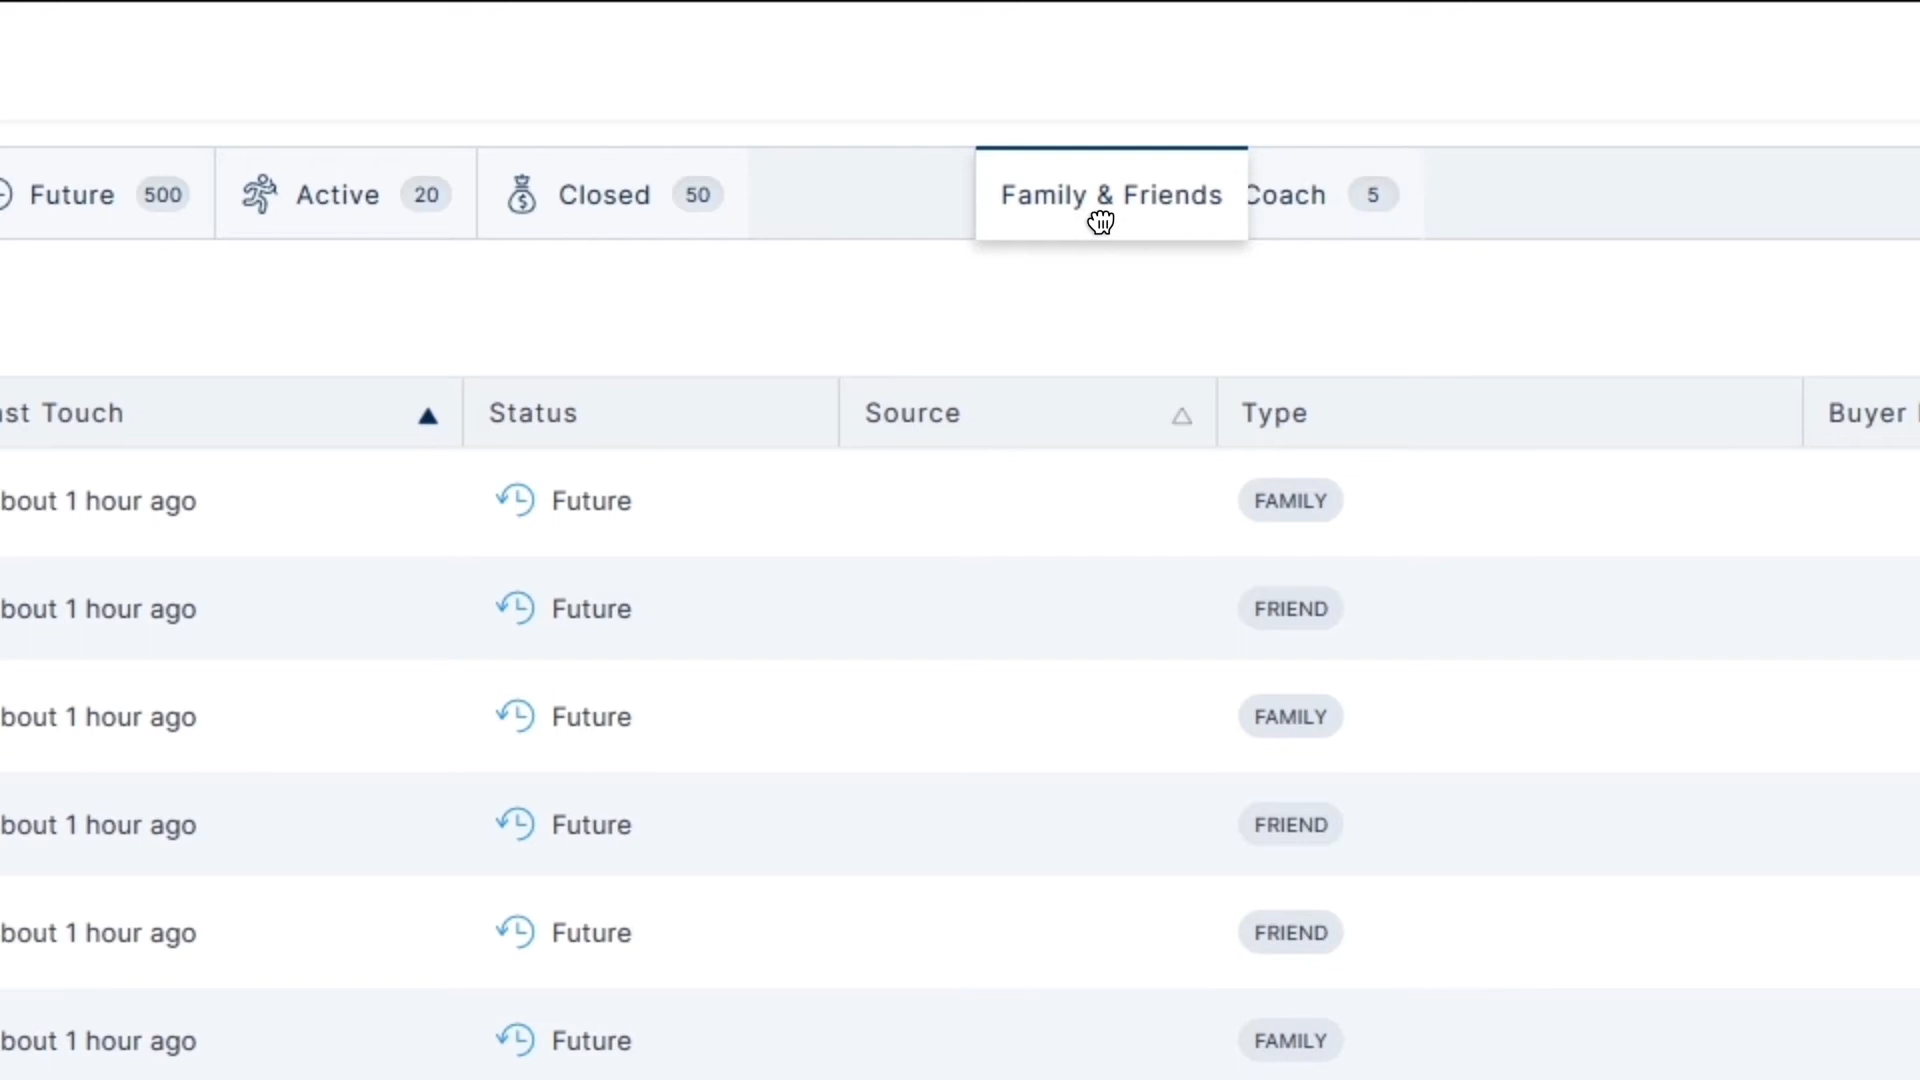 Future 500 Active 20 Closed 50 Family & Friends Coach 5
ast Touch Status Source Type Buyer
bout 1 hour ago Future FAMILY
bout 1 hour ago Future FRIEND
bout 1 hour ago Future FAMILY
bout 1 hour ago Future FRIEND
bout 1 hour ago Future FRIEND
bout 1 hour ago Future FAMILY